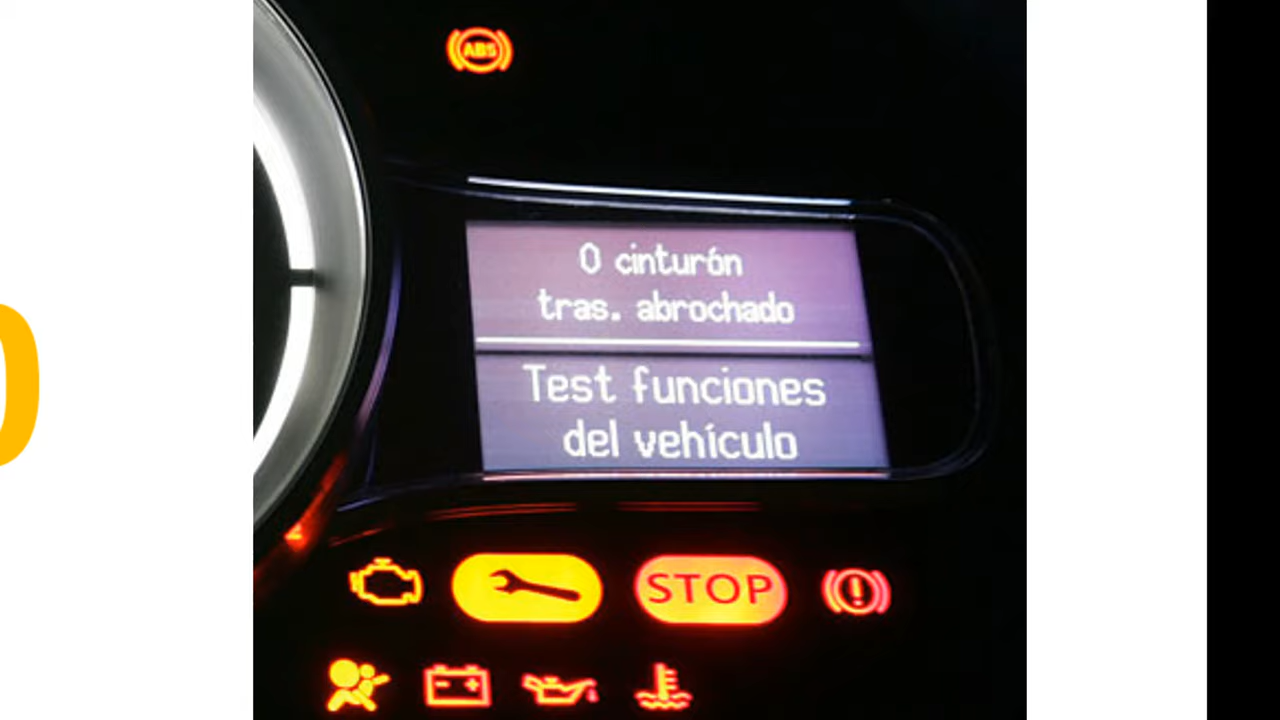 ABS
0 cinturón
tras. abrochado
Test funciones
del vehículo
STOP